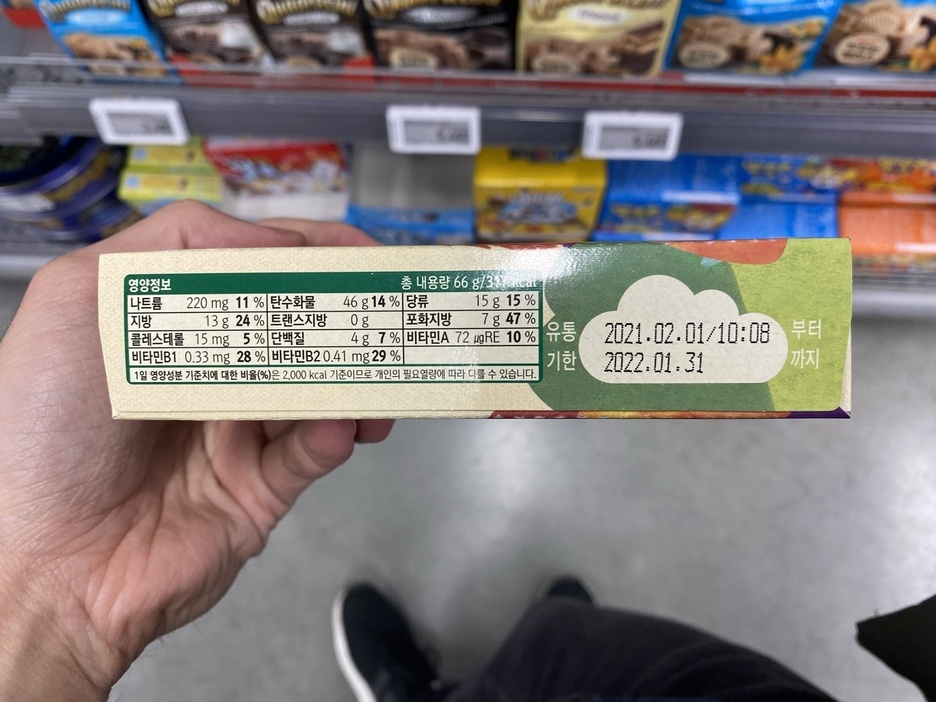 영양정보 총 내용량 66 g/317 kcal
나트륨 220 mg 11 % 탄수화물 46 g 14 % 당류 15 g 15 %
지방 13 g 24 % 트랜스지방 0 g 포화지방 7 g 47 %
콜레스테롤 15 mg 5 % 단백질 4 g 7 % 비타민A 72 ㎍RE 10 %
비타민B1 0.33 mg 28 % 비타민B2 0.41 mg 29 %
1일 영양성분 기준치에 대한 비율(%)은 2,000 kcal 기준이므로 개인의 필요열량에 따라 다를 수 있습니다.
유통 2021.02.01/10:08 부터
기한 2022.01.31 까지